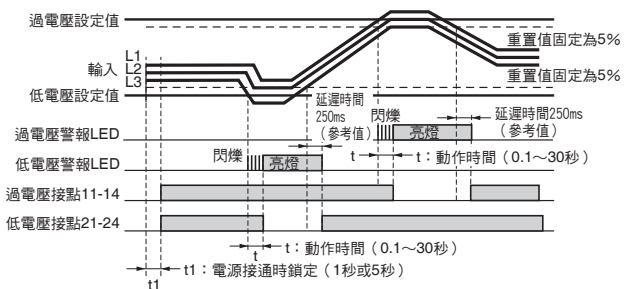 過電壓設定值
重置值固定為5%
L1
輸入 L2
L3
重置值固定為5%
低電壓設定值
延遲時間
250ms
（參考值）
閃爍
延遲時間250ms
（參考值）
過電壓警報LED
亮燈
t
t：動作時間（0.1～30秒）
閃爍
低電壓警報LED
亮燈
過電壓接點11-14
低電壓接點21-24
t
t：動作時間（0.1～30秒）
t1：電源接通時鎖定（1秒或5秒）
t1